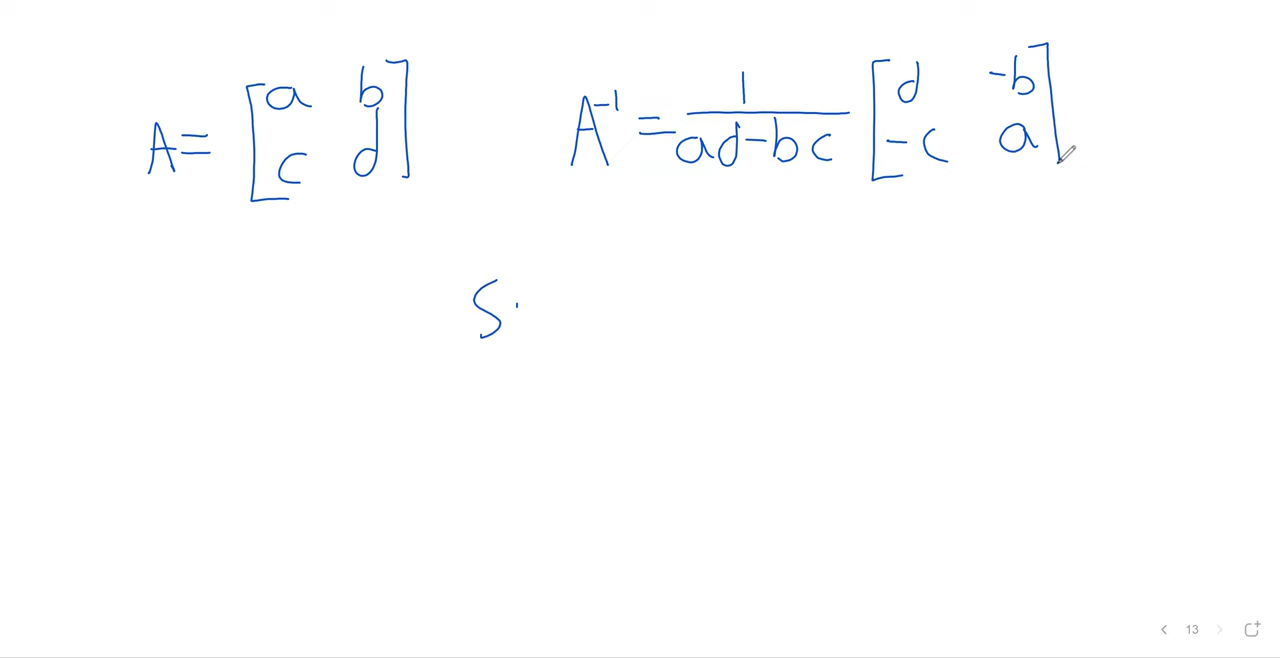 A = [a b; c d] A⁻¹ = 1/(ad-bc) [d -b; -c a]
S.
13